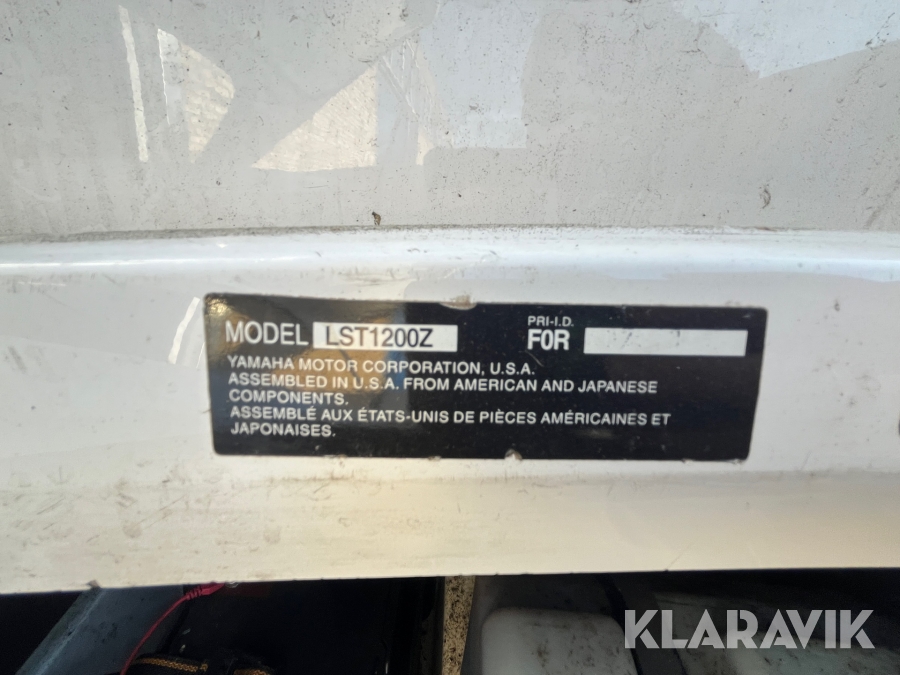 MODEL LST1200Z
PRI-I.D.
F0R
YAMAHA MOTOR CORPORATION, U.S.A.
ASSEMBLED IN U.S.A. FROM AMERICAN AND JAPANESE
COMPONENTS.
ASSEMBLÉ AUX ÉTATS-UNIS DE PIÈCES AMÉRICAINES ET
JAPONAISES.
KLARAVIK